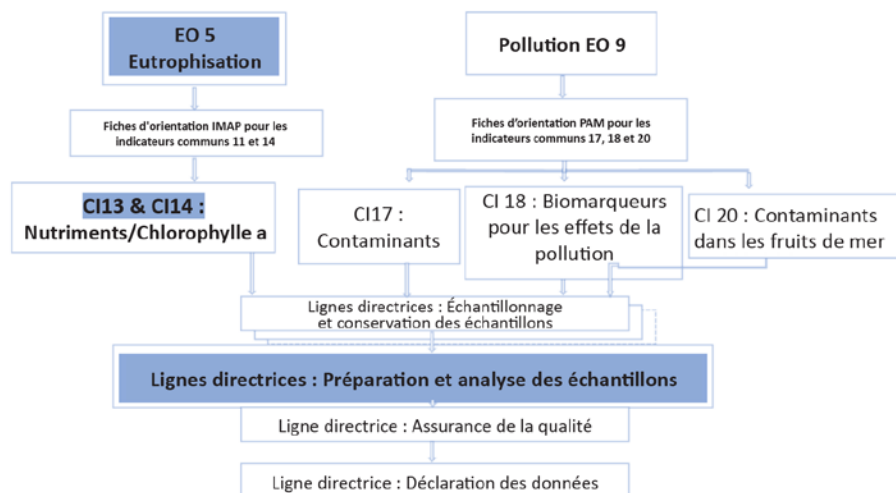 EO 5
Eutrophisation
Pollution EO 9
Fiches d'orientation IMAP pour les
indicateurs communs 11 et 14
Fiches d'orientation PAM pour les
indicateurs communs 17, 18 et 20
CI13 & CI14 :
Nutriments/Chlorophylle a
CI17 :
Contaminants
CI 18 : Biomarqueurs
pour les effets de la
pollution
CI 20 : Contaminants
dans les fruits de mer
Lignes directrices : Échantillonnage
et conservation des échantillons
Lignes directrices : Préparation et analyse des échantillons
Ligne directrice : Assurance de la qualité
Ligne directrice : Déclaration des données